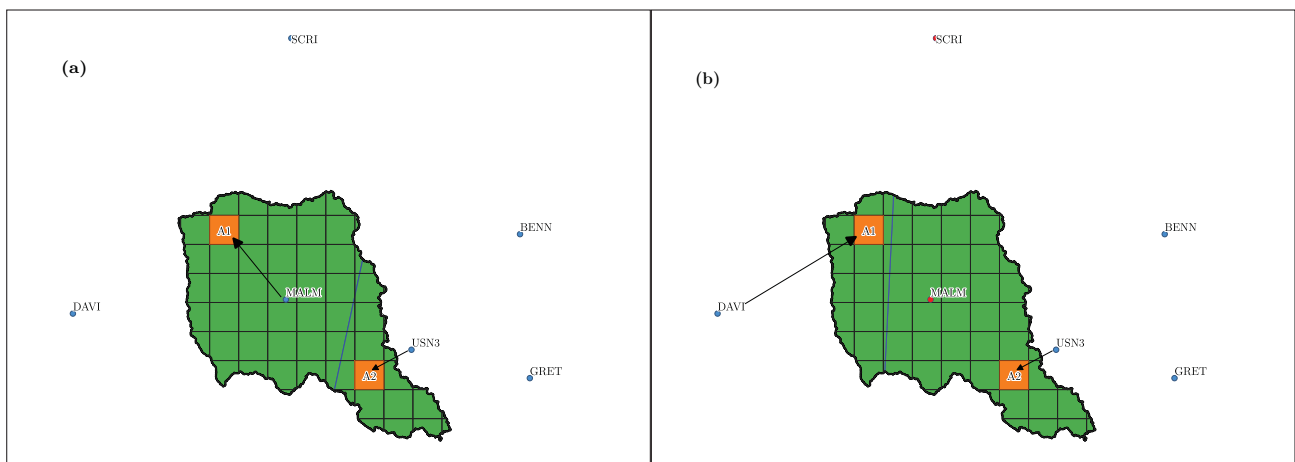 SCRI
(a)
A1
BENN
MALM
DAVI
USN3
GRET
A2
SCRI
(b)
A1
BENN
MALM
DAVI
USN3
GRET
A2